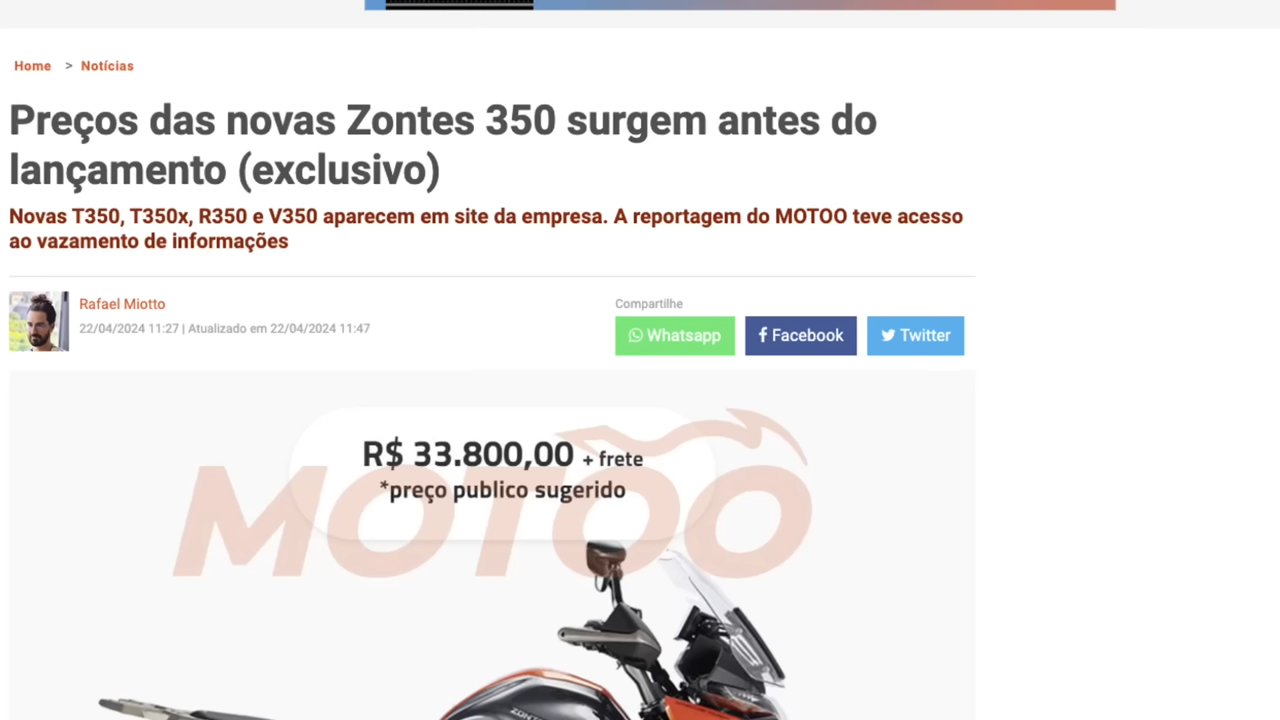 Home > Notícias
Preços das novas Zontes 350 surgem antes do
lançamento (exclusivo)
Novas T350, T350x, R350 e V350 aparecem em site da empresa. A reportagem do MOTOO teve acesso
ao vazamento de informações
Rafael Miotto
22/04/2024 11:27 | Atualizado em 22/04/2024 11:47
Compartilhe
Whatsapp
Facebook
Twitter
R$ 33.800,00 + frete
*preço publico sugerido
MOTOO